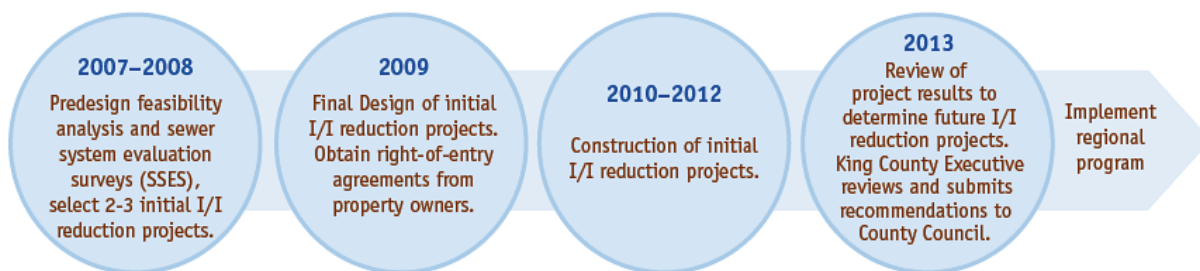 2007–2008
Predesign feasibility
analysis and sewer
system evaluation
surveys (SSES),
select 2-3 initial I/I
reduction projects.
2009
Final Design of initial
I/I reduction projects.
Obtain right-of-entry
agreements from
property owners.
2010–2012
Construction of initial
I/I reduction projects.
2013
Review of
project results to
determine future I/I
reduction projects.
King County Executive
reviews and submits
recommendations to
County Council.
Implement
regional
program